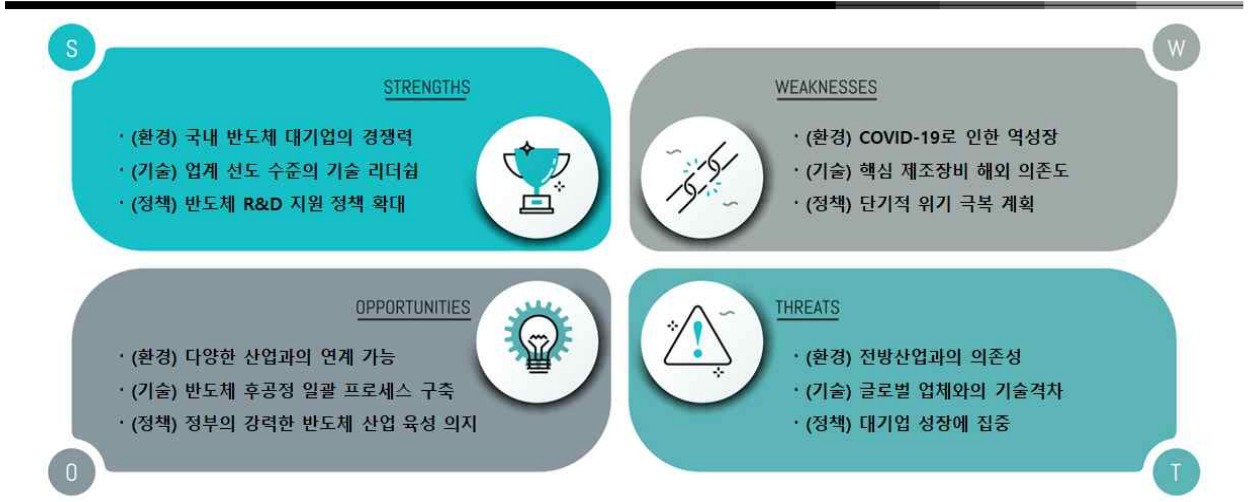 S
STRENGTHS
· (환경) 국내 반도체 대기업의 경쟁력
· (기술) 업계 선도 수준의 기술 리더쉽
· (정책) 반도체 R&D 지원 정책 확대
W
WEAKNESSES
· (환경) COVID-19로 인한 역성장
· (기술) 핵심 제조장비 해외 의존도
· (정책) 단기적 위기 극복 계획
OPPORTUNITIES
· (환경) 다양한 산업과의 연계 가능
· (기술) 반도체 후공정 일괄 프로세스 구축
· (정책) 정부의 강력한 반도체 산업 육성 의지
O
THREATS
· (환경) 전방산업과의 의존성
· (기술) 글로벌 업체와의 기술격차
· (정책) 대기업 성장에 집중
T